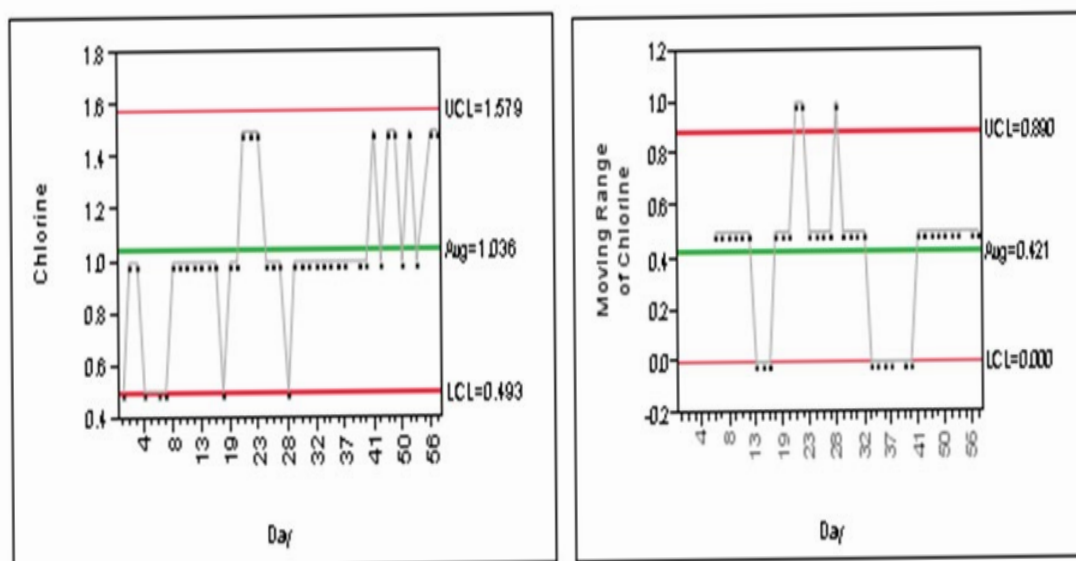 1.8
1.6
1.4
1.2
1.0
0.8
0.6
0.4
Chlorine
UCL=1.579
Avg=1.036
LCL=0.493
4 8 13 19 23 28 32 37 41 50 56
Day
1.2
1.0
0.8
0.6
0.4
0.2
0.0
-0.2
Moving Range
of Chlorine
UCL=0.890
Avg=0.421
LCL=0.000
4 8 13 19 23 28 32 37 41 50 56
Day